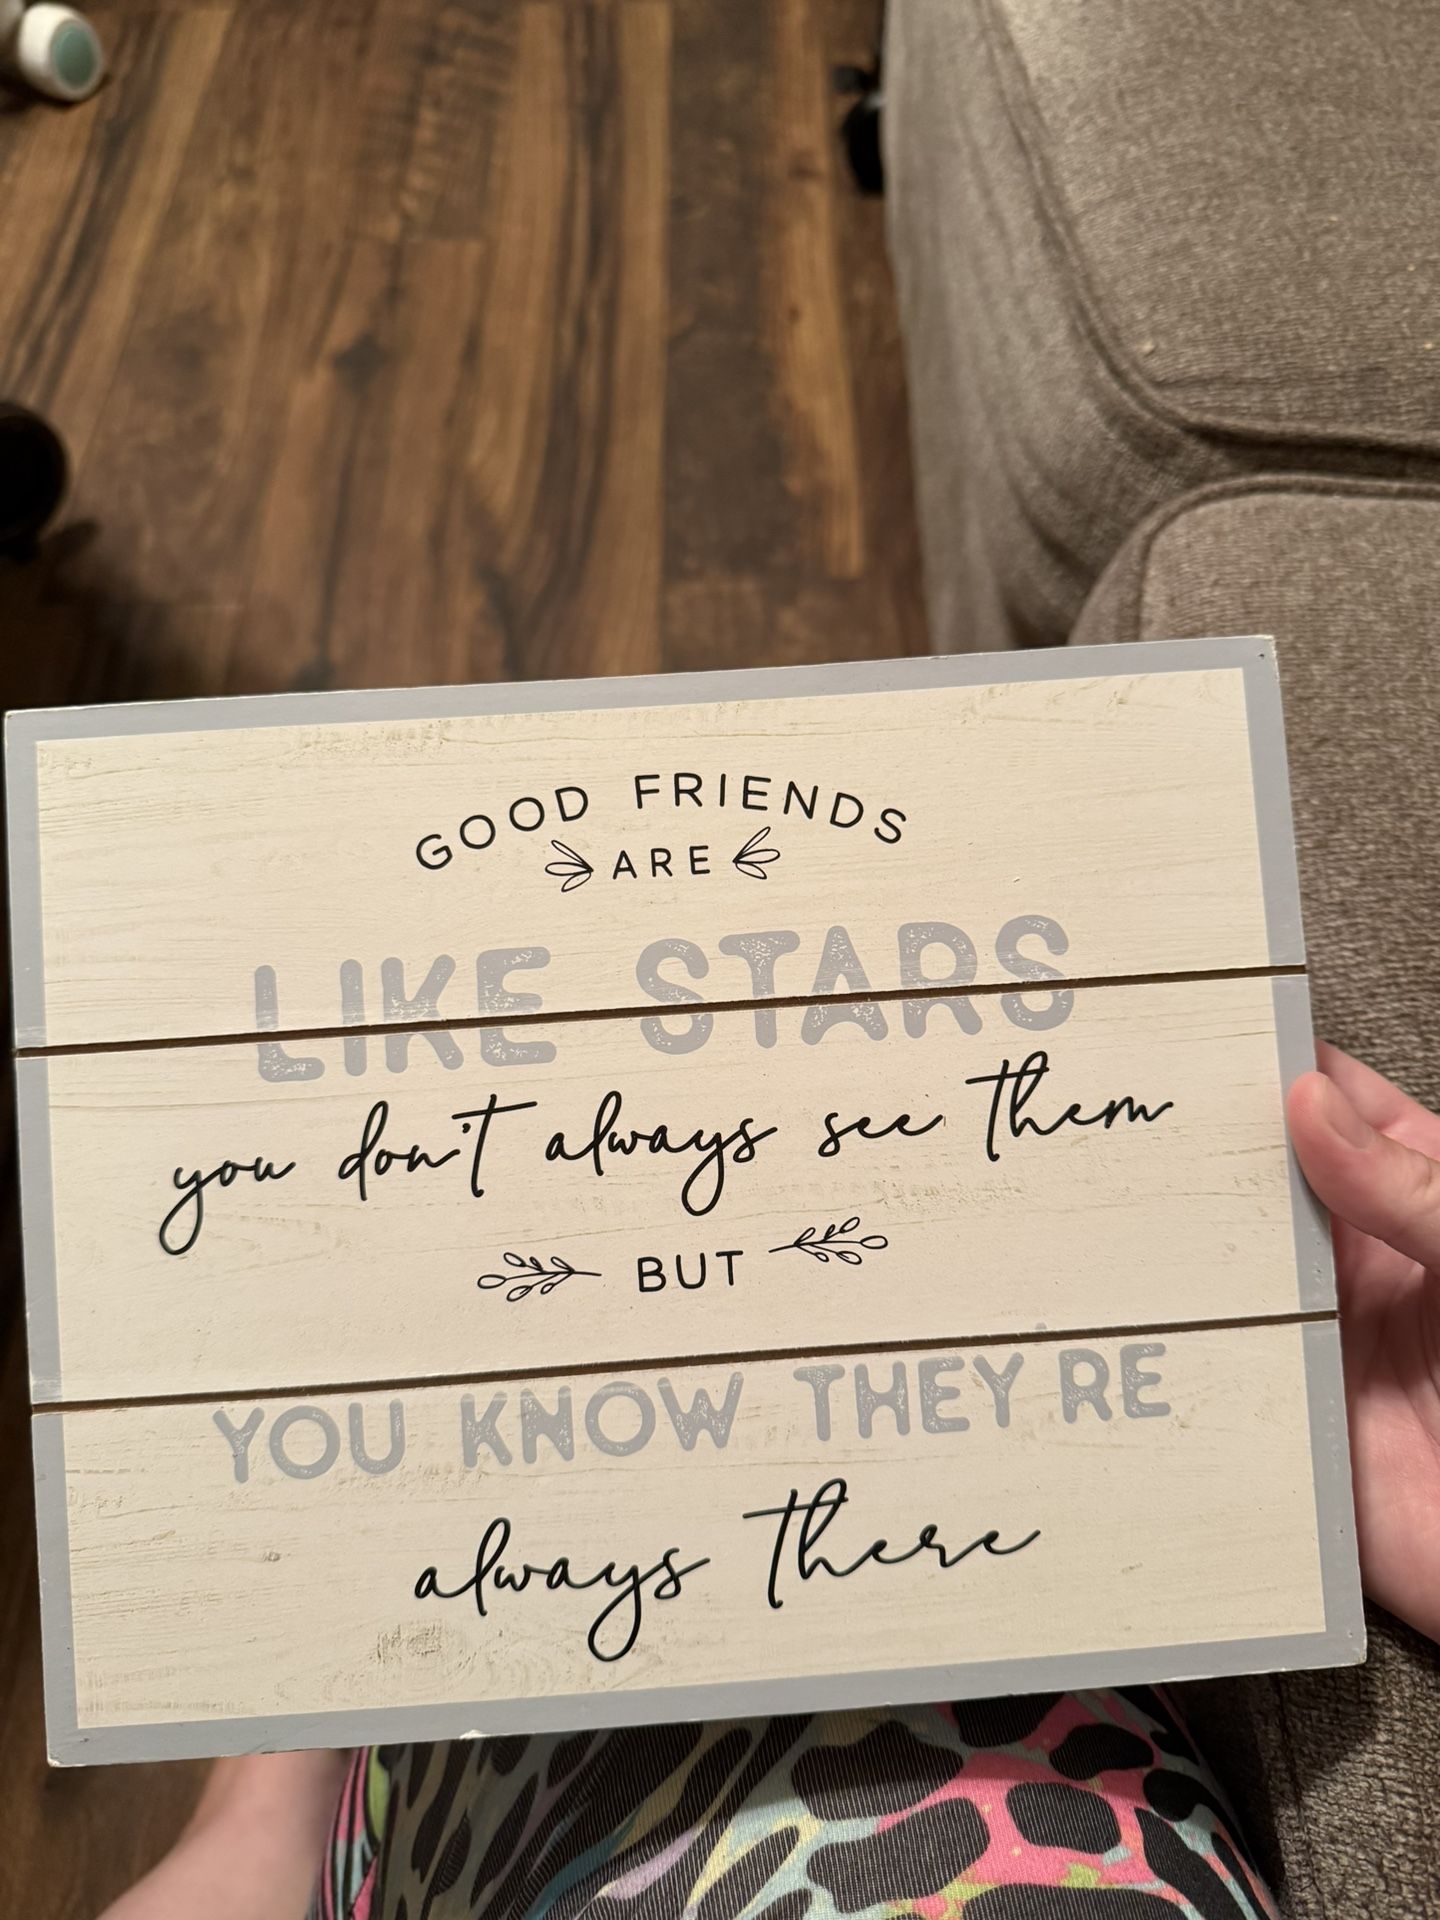 GOOD FRIENDS
ARE
LIKE STARS
you don't always see them
BUT
YOU KNOW THEY'RE
always there